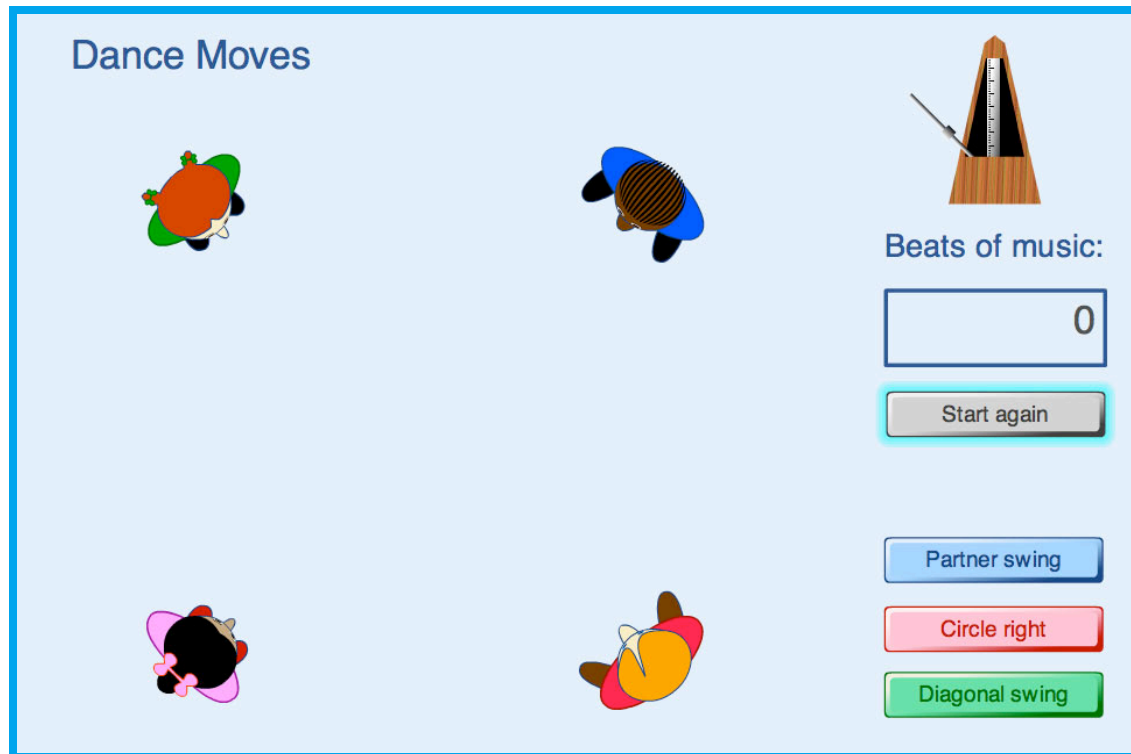 Dance Moves
Beats of music:
0
Start again
Partner swing
Circle right
Diagonal swing